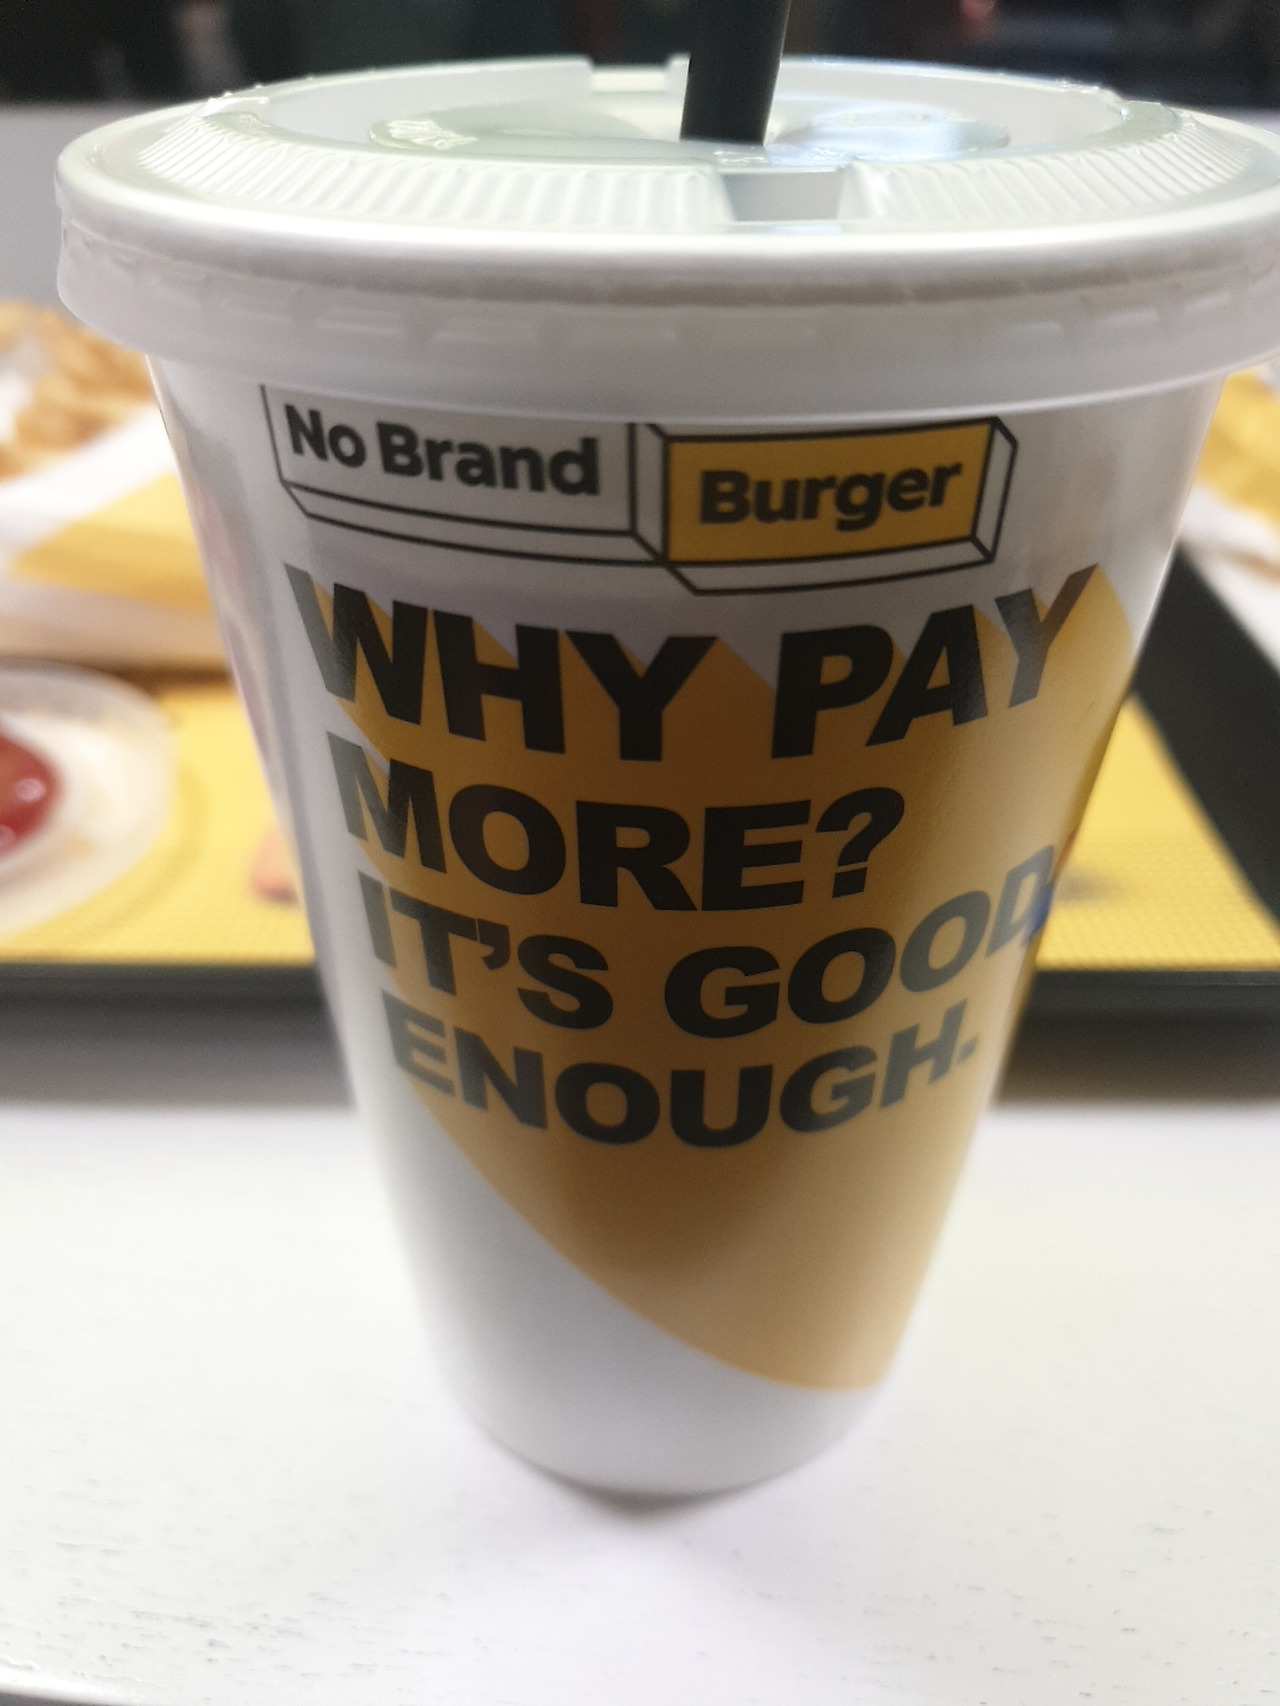 No Brand Burger
WHY PAY
MORE?
IT'S GOOD
ENOUGH.